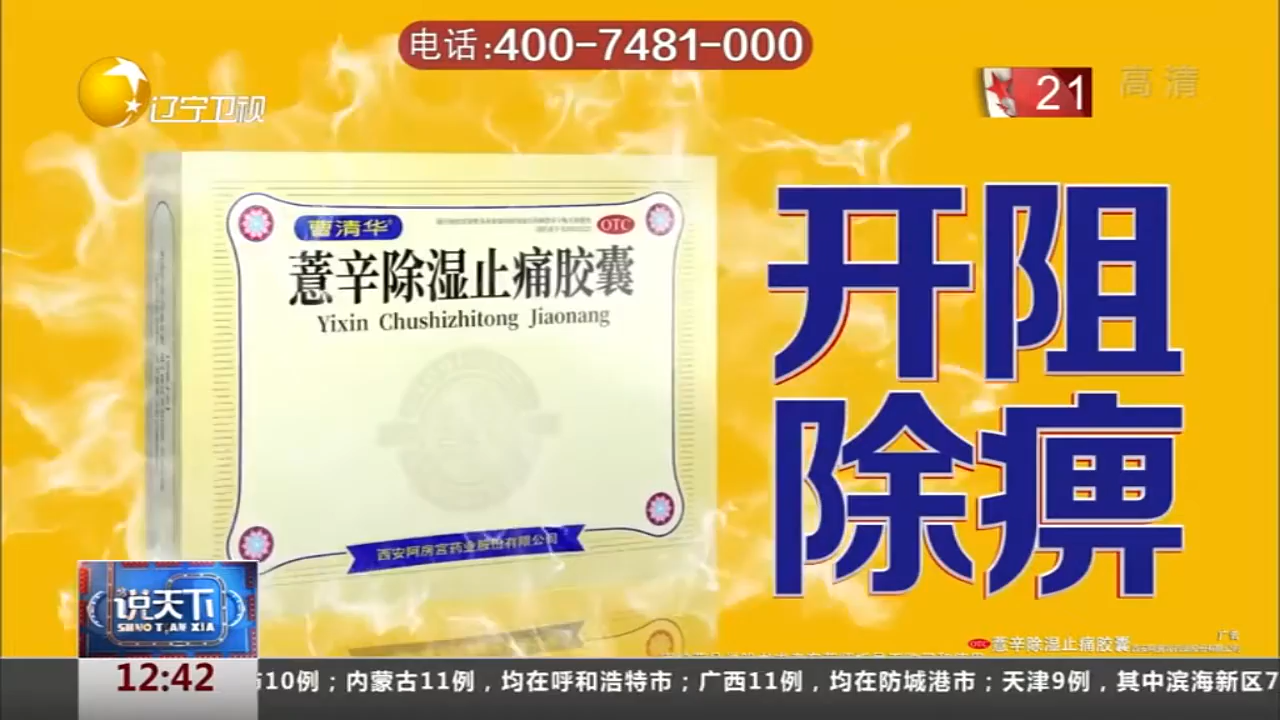 电话:400-7481-000
辽宁卫视
21
高清
曹清华
OTC
薏辛除湿止痛胶囊
Yixin Chushizhitong Jiaonang
西安阿房宫药业股份有限公司
开阻
除痹
说天下
SHUO TIAN XIA
广告
OTC 薏辛除湿止痛胶囊
12:42
10例；内蒙古11例，均在呼和浩特市；广西11例，均在防城港市；天津9例，其中滨海新区7